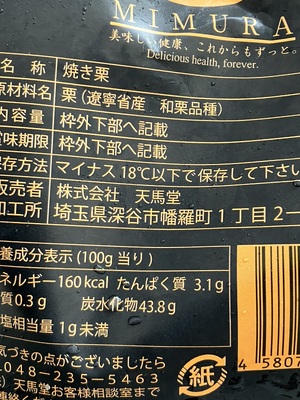 MIMURA
美味しい健康、これからもずっと。
Delicious health, forever.
名 称 焼き栗
原材料名 栗（遼寧省産 和栗品種）
内容量 枠外下部へ記載
賞味期限 枠外下部へ記載
保存方法 マイナス18℃以下で保存して下さい
販売者 株式会社 天馬堂
加工所 埼玉県深谷市幡羅町1丁目2-
養成分表示（100g当り）
ネルギー160kcal たんぱく質 3.1g
質0.3g 炭水化物43.8g
塩相当量 1g未満
気づきの点がございましたら
048-235-5463
天馬堂お客様相談室まで
紙
4 5807